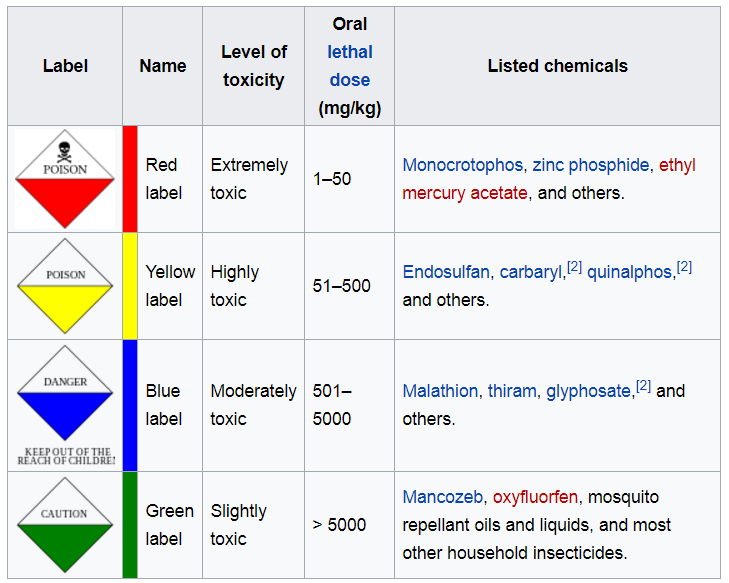 Label
Name
Level of
toxicity
Oral
lethal
dose
(mg/kg)
Listed chemicals
POISON
Red
label
Extremely
toxic
1–50
Monocrotophos, zinc phosphide, ethyl
mercury acetate, and others.
POISON
Yellow
label
Highly
toxic
51–500
Endosulfan, carbaryl,[2] quinalphos,[2]
and others.
DANGER
KEEP OUT OF THE
REACH OF CHILDREN
Blue
label
Moderately
toxic
501–
5000
Malathion, thiram, glyphosate,[2] and
others.
CAUTION
Green
label
Slightly
toxic
> 5000
Mancozeb, oxyfluorfen, mosquito
repellant oils and liquids, and most
other household insecticides.